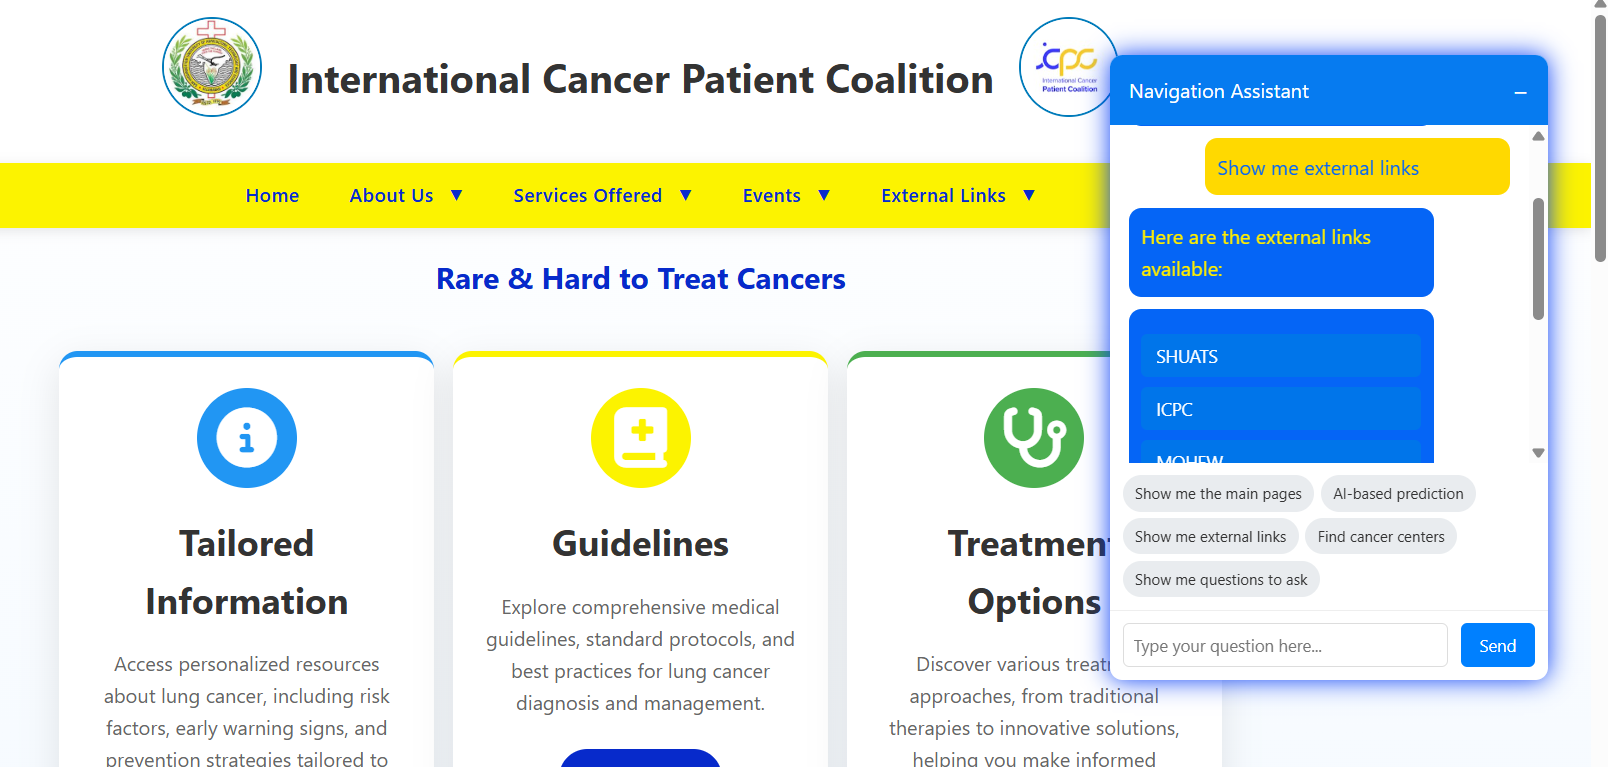 International Cancer Patient Coalition
icpc
International Cancer
Patient Coalition
Home About Us ▼ Services Offered ▼ Events ▼ External Links ▼
Rare & Hard to Treat Cancers
Tailored
Information
Access personalized resources
about lung cancer, including risk
factors, early warning signs, and
prevention strategies tailored to
Guidelines
Explore comprehensive medical
guidelines, standard protocols, and
best practices for lung cancer
diagnosis and management.
Treatment
Options
Discover various treat
approaches, from traditional
therapies to innovative solutions,
helping you make informed
Navigation Assistant
Show me external links
Here are the external links
available:
SHUATS
ICPC
MOHFW
Show me the main pages
AI-based prediction
Show me external links
Find cancer centers
Show me questions to ask
Type your question here...
Send